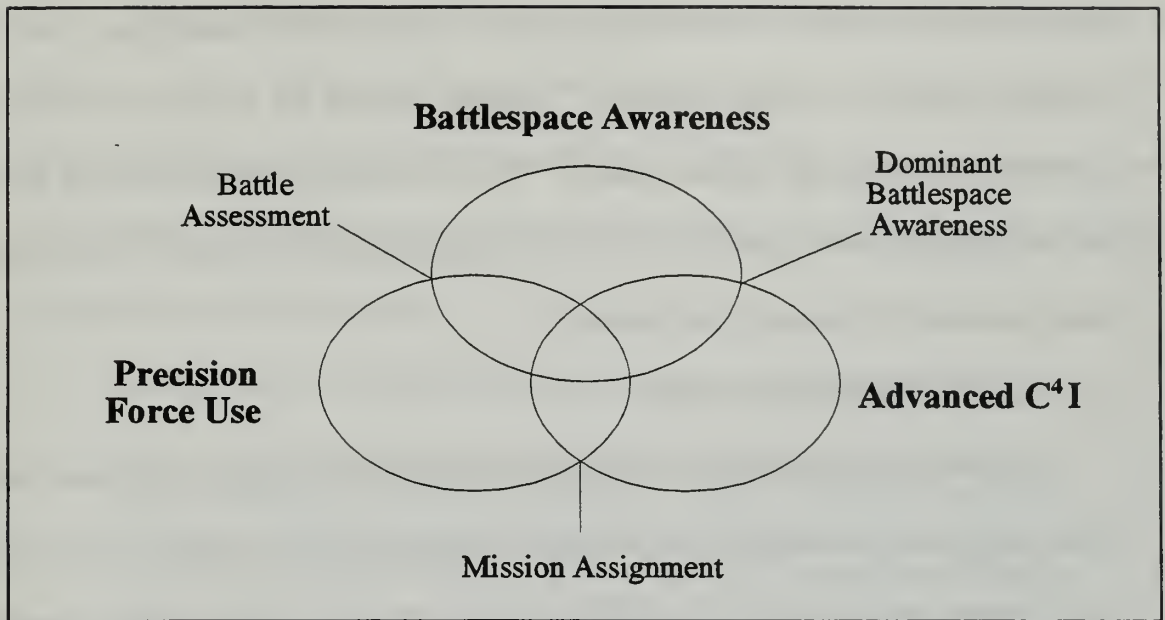 Battlespace Awareness
Battle
Assessment
Dominant
Battlespace
Awareness
Precision
Force Use
Advanced C⁴I
Mission Assignment